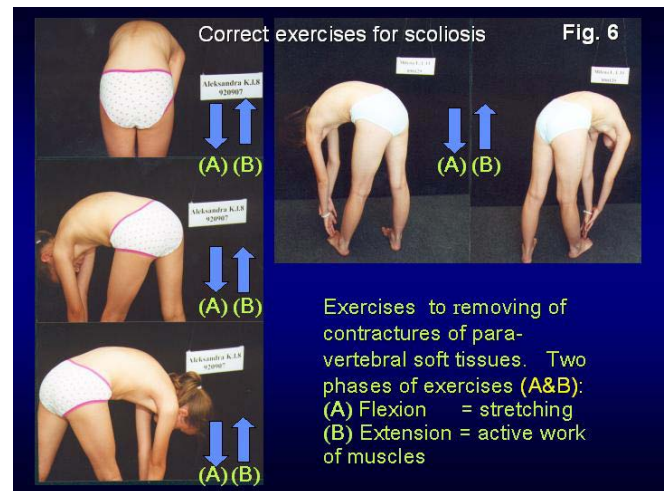 Correct exercises for scoliosis
Fig. 6
Aleksandra K.l.8
920907
(A) (B)
Aleksandra K.l.8
920907
(A) (B)
Aleksandra K.l.8
920907
(A) (B)
(A) (B)
Exercises to removing of
contractures of para-
vertebral soft tissues. Two
phases of exercises (A&B):
(A) Flexion = stretching
(B) Extension = active work
of muscles